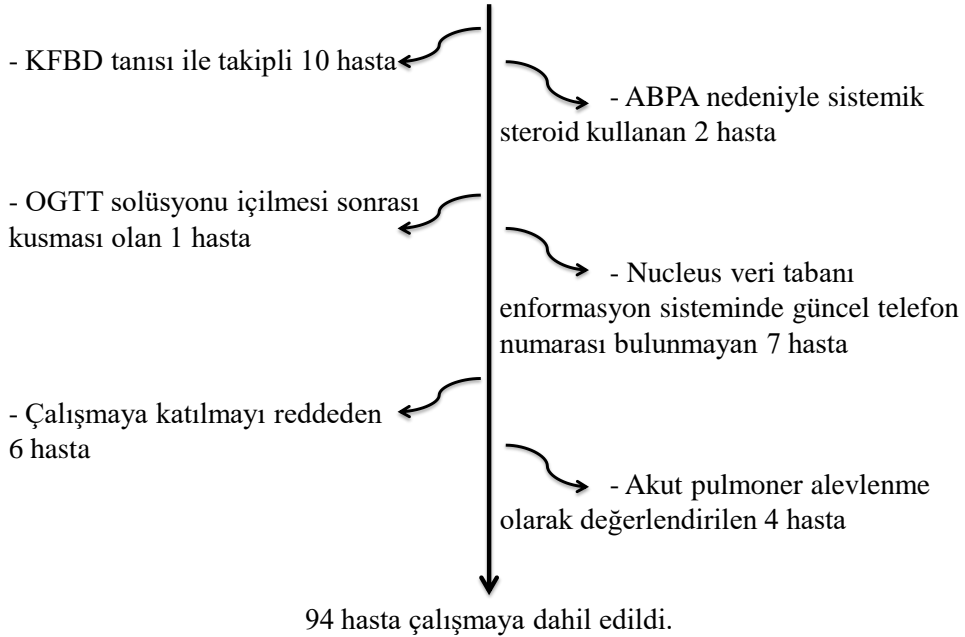 - KFBD tanısı ile takipli 10 hasta
- ABPA nedeniyle sistemik
steroid kullanan 2 hasta
- OGTT solüsyonu içilmesi sonrası
kusması olan 1 hasta
- Nucleus veri tabanı
enformasyon sisteminde güncel telefon
numarası bulunmayan 7 hasta
- Çalışmaya katılmayı reddeden
6 hasta
- Akut pulmoner alevlenme
olarak değerlendirilen 4 hasta
94 hasta çalışmaya dahil edildi.